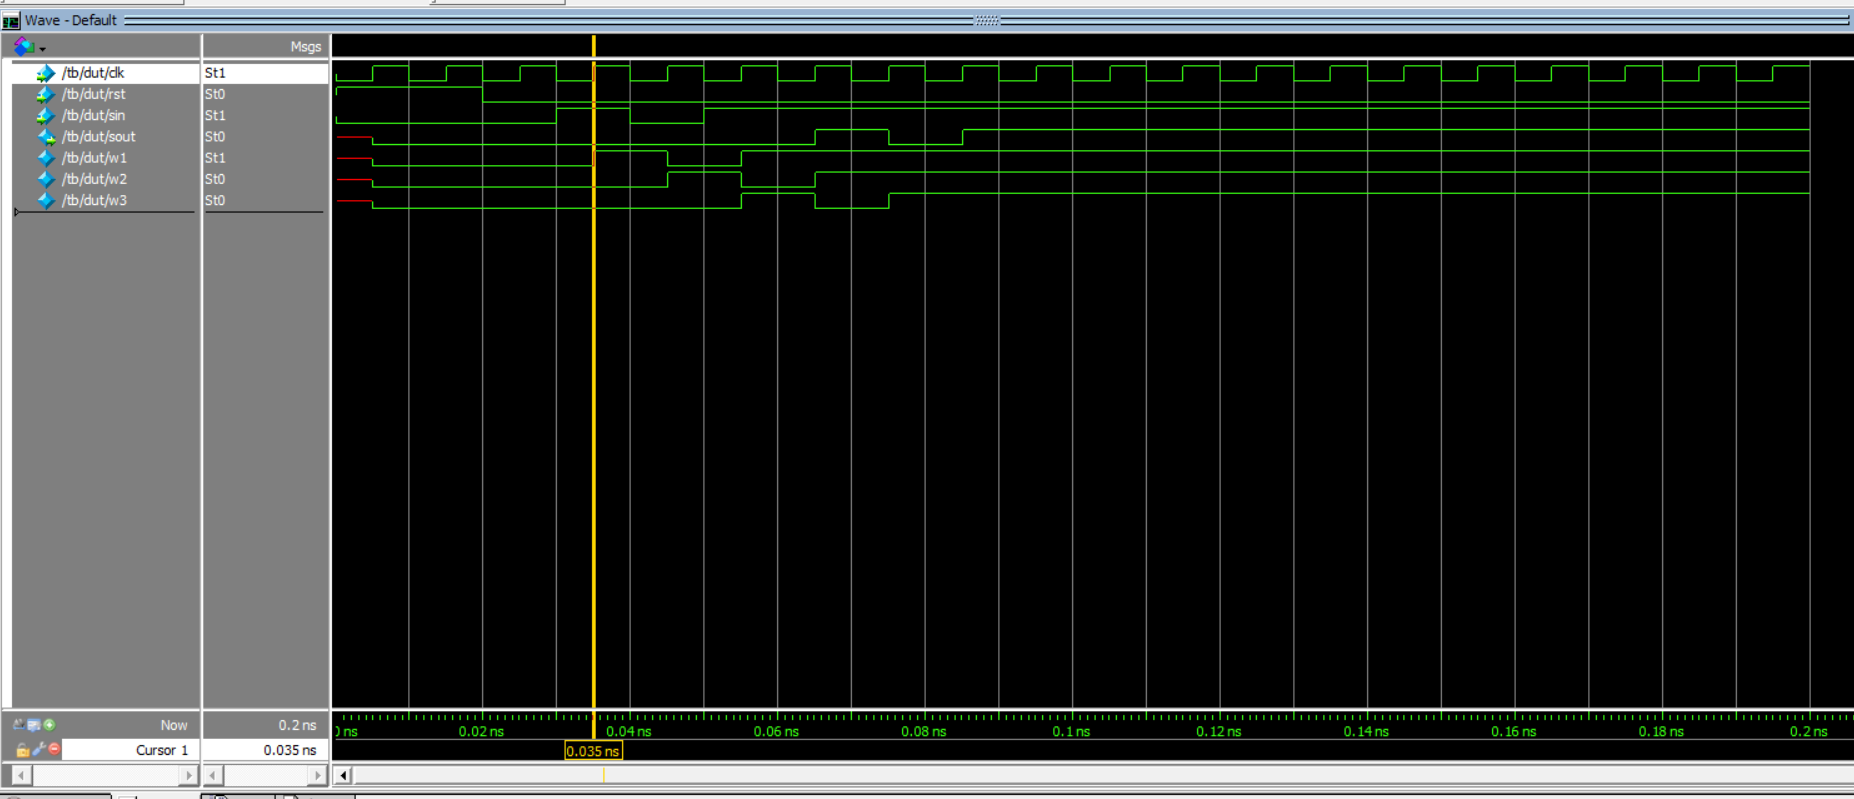 Wave - Default
Msgs
/tb/dut/clk St1
/tb/dut/rst St0
/tb/dut/sin St1
/tb/dut/sout St0
/tb/dut/w1 St1
/tb/dut/w2 St0
/tb/dut/w3 St0
Now 0.2 ns
0 ns 0.02 ns 0.04 ns 0.06 ns 0.08 ns 0.1 ns 0.12 ns 0.14 ns 0.16 ns 0.18 ns 0.2 ns
Cursor 1 0.035 ns 0.035 ns